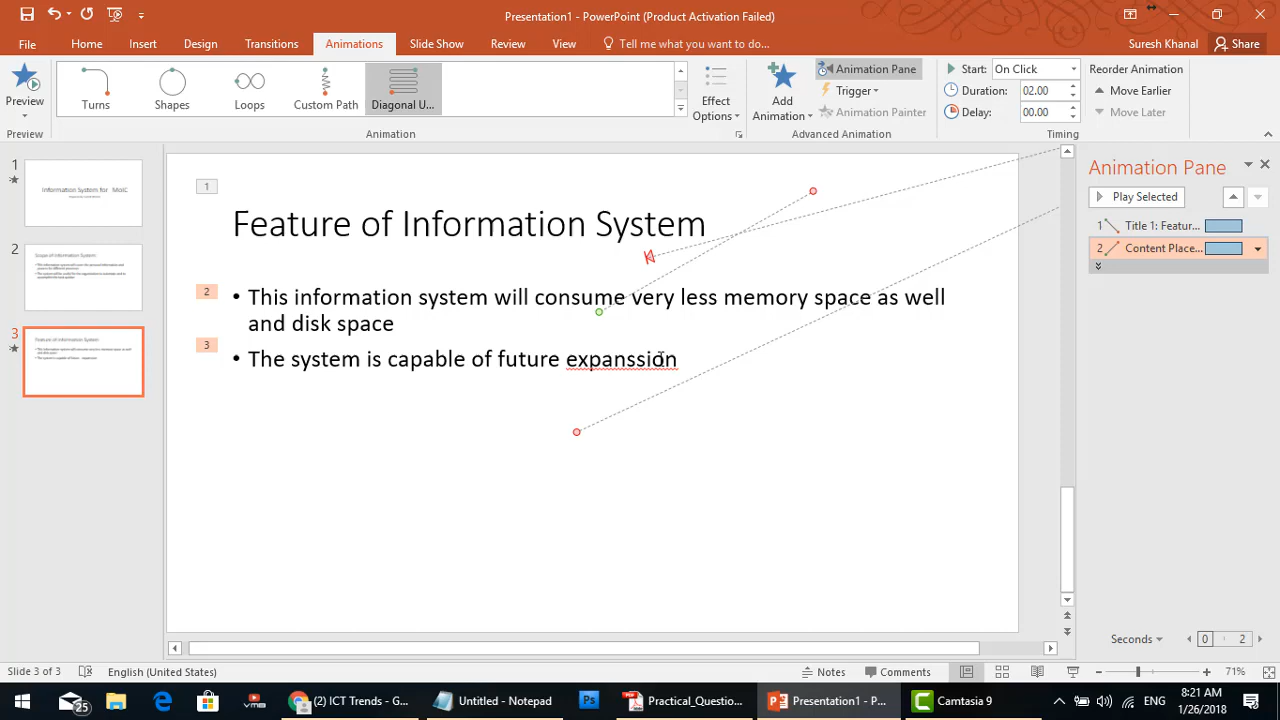 Presentation1 - PowerPoint (Product Activation Failed)
File Home Insert Design Transitions Animations Slide Show Review View Tell me what you want to do... Suresh Khanal Share
Preview
Turns Shapes Loops Custom Path Diagonal U...
Effect Options
Add Animation
Animation Pane
Trigger
Animation Painter
Start: On Click
Duration: 02.00
Delay: 00.00
Reorder Animation
Move Earlier
Move Later
Preview Animation Advanced Animation Timing
1
Information System for MoIC
2
Scope of Information System
3
Feature of Information System
1
Feature of Information System
2
• This information system will consume very less memory space as well
and disk space
3
• The system is capable of future expanssion
Animation Pane
Play Selected
1 Title 1: Featur...
2 Content Place...
Seconds 0 2
Slide 3 of 3 English (United States) Notes Comments 71%
25 (2) ICT Trends - G... Untitled - Notepad Ps Practical_Questio... Presentation1 - P... Camtasia 9 ENG 8:21 AM
1/26/2018